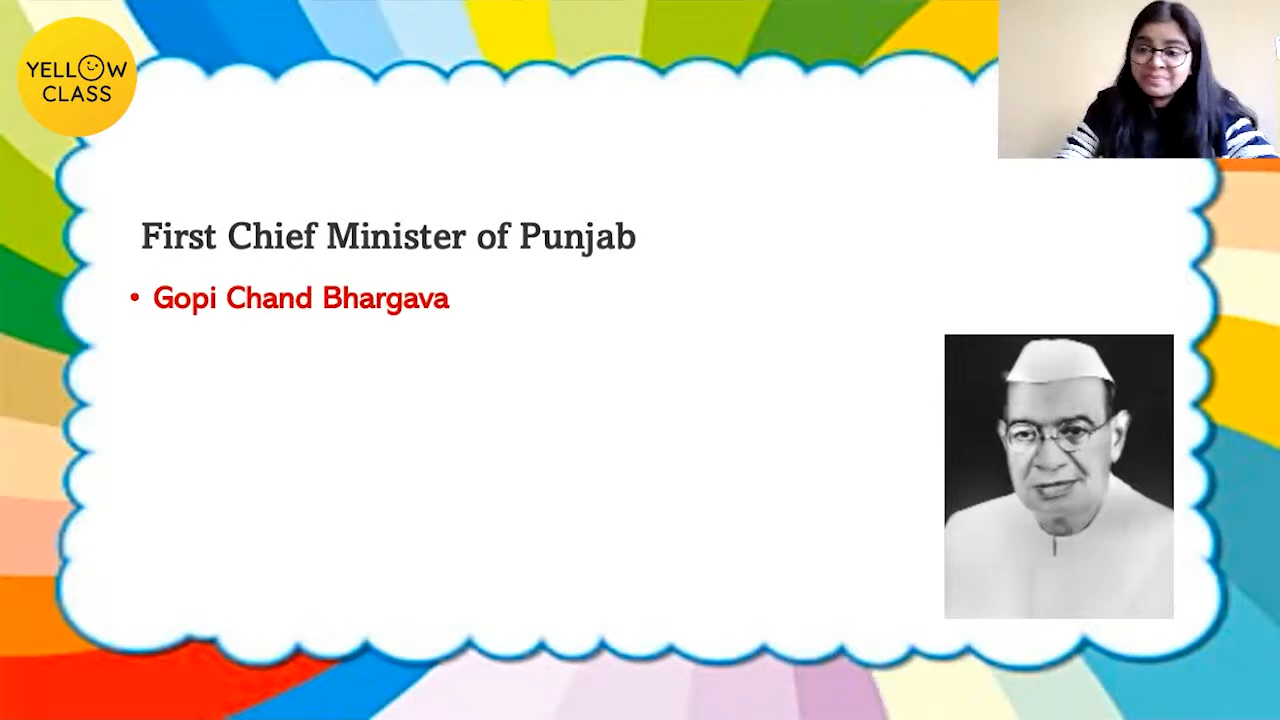 YELLOW
CLASS
First Chief Minister of Punjab
• Gopi Chand Bhargava